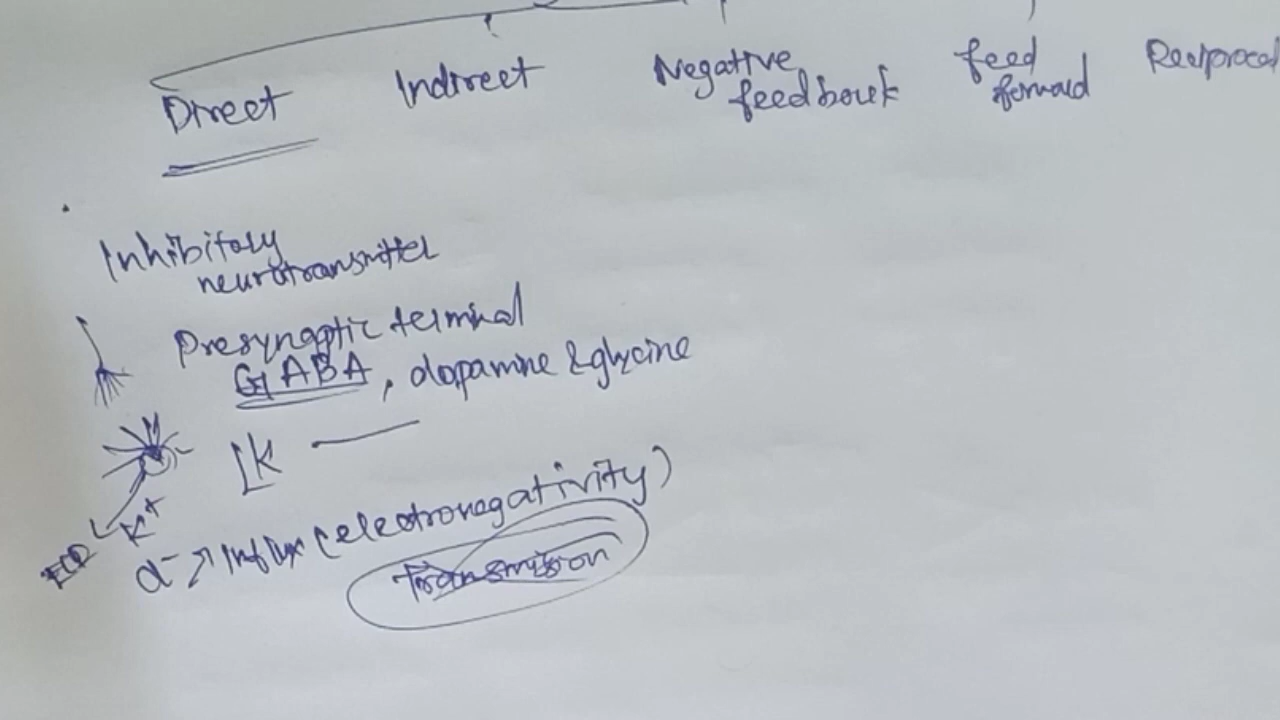 Direct Indirect Negative feedback feed forward Reciprocal
Inhibitory
neurotransmitter
Presynaptic terminal
GABA, dopamine & glycine
K+
cl- → Influx (electronegativity)
Transmission